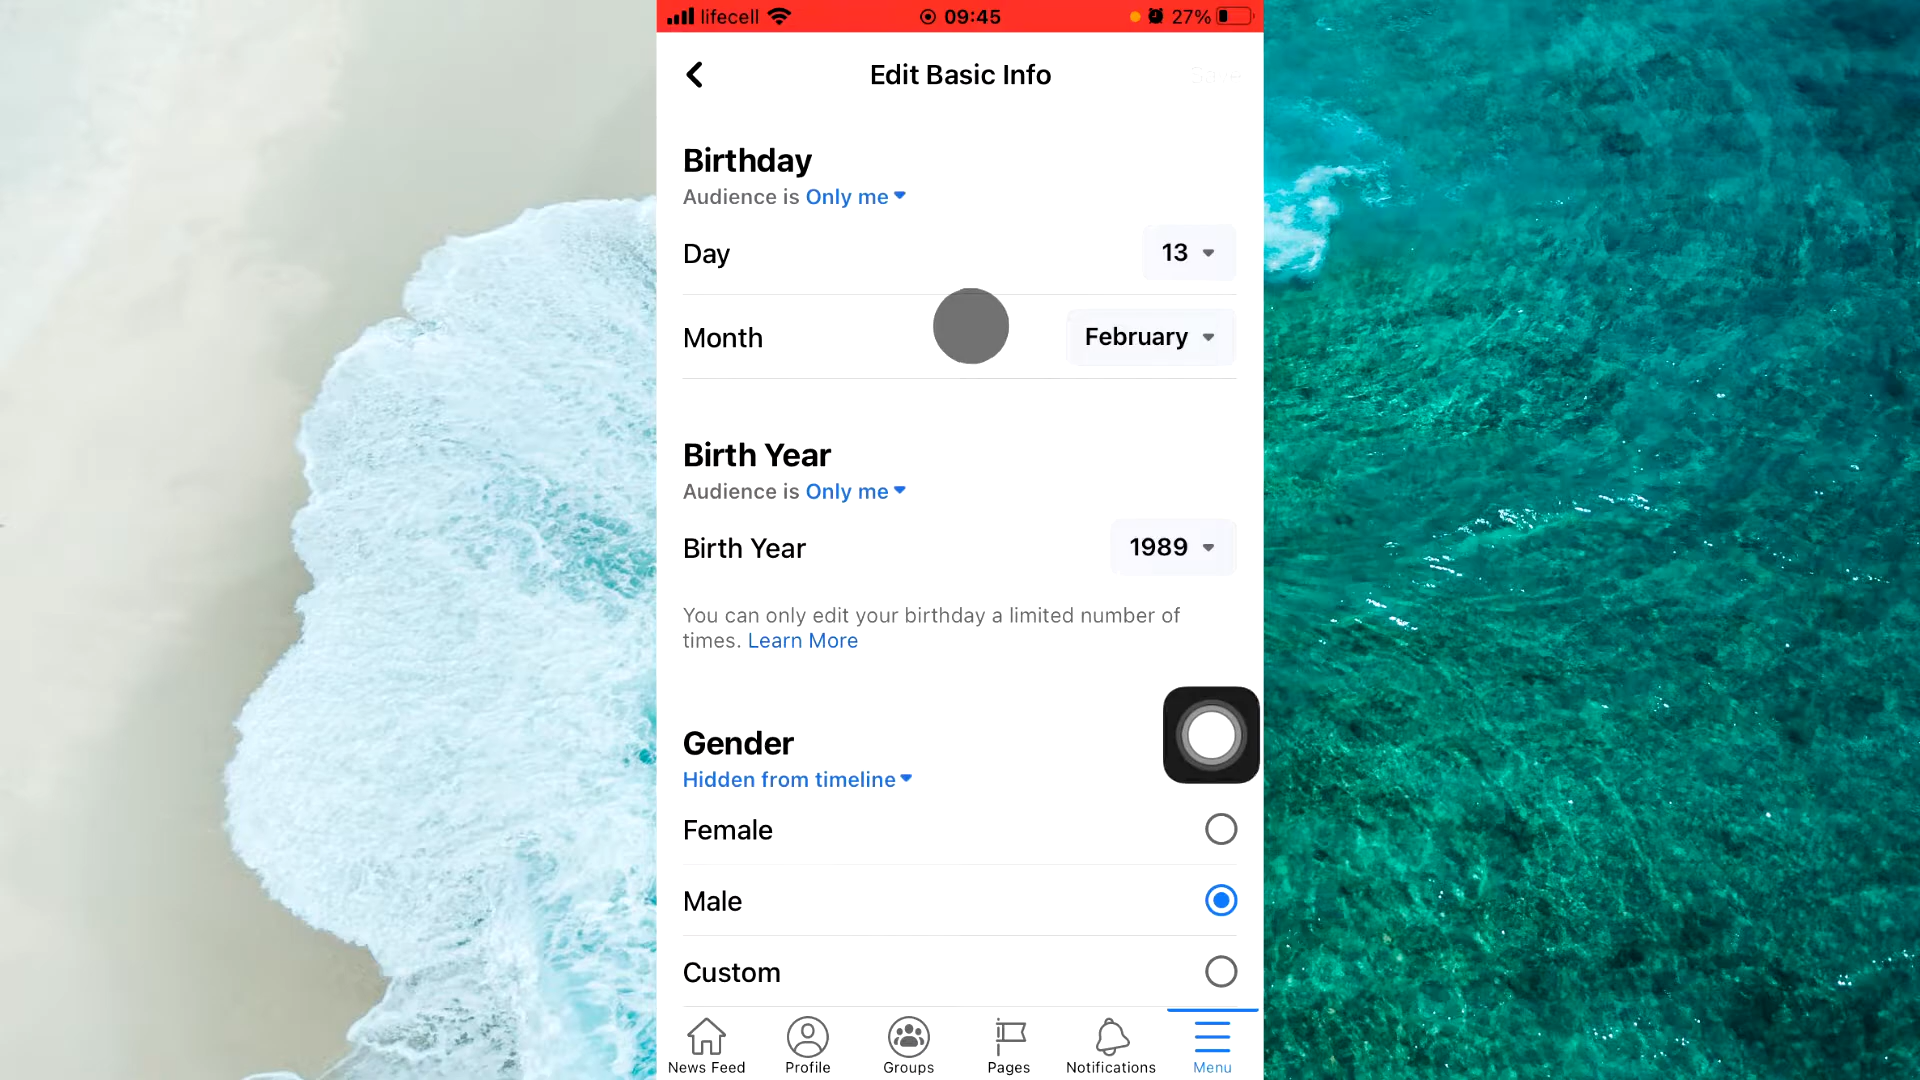 lifecell 09:45 27%
Edit Basic Info Save
Birthday
Audience is Only me
Day 13
Month February
Birth Year
Audience is Only me
Birth Year 1989
You can only edit your birthday a limited number of
times. Learn More
Gender
Hidden from timeline
Female
Male
Custom
News Feed Profile Groups Pages Notifications Menu